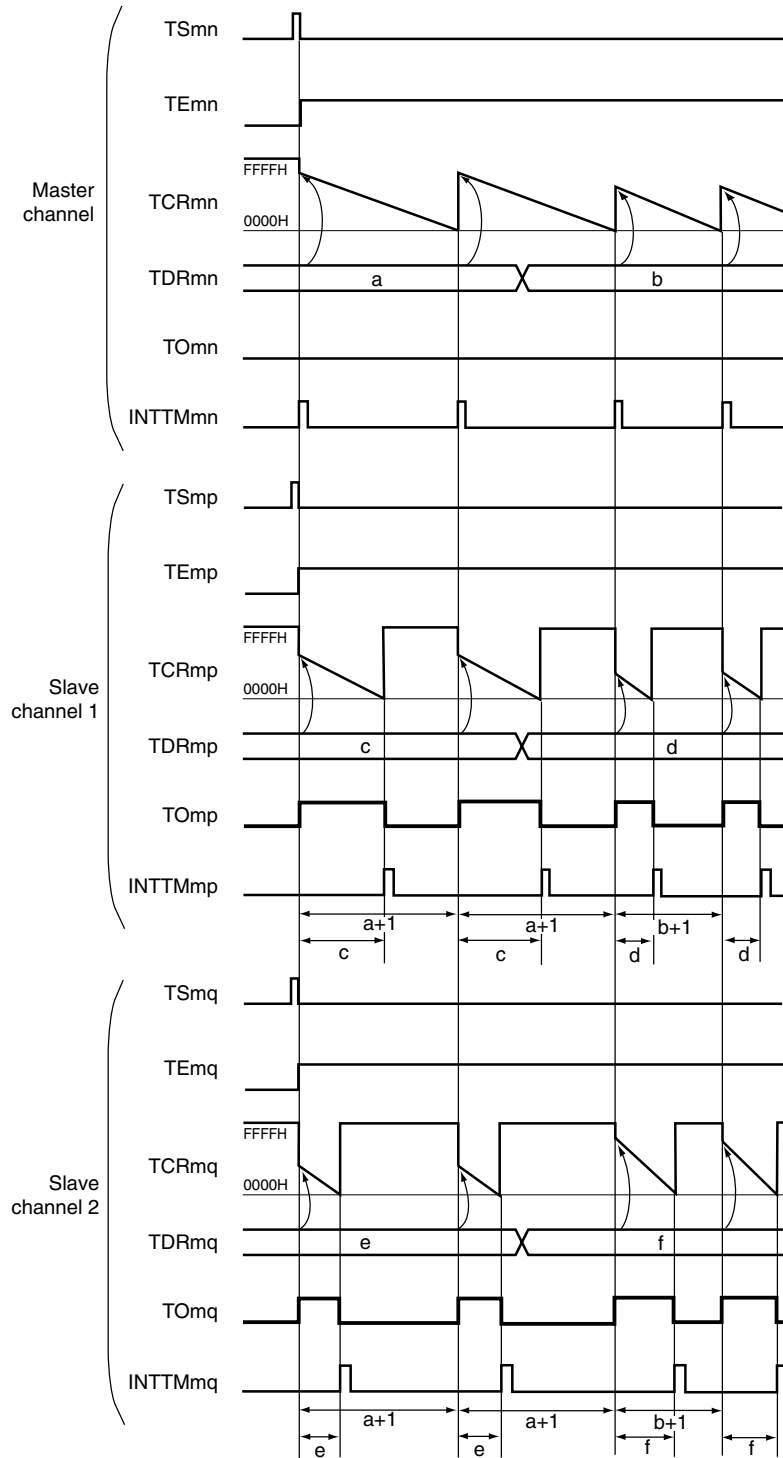 TSmn
TEmn
FFFFH
Master
channel
TCRmn
0000H
TDRmn
a
b
TOmn
INTTMmn
TSmp
TEmp
FFFFH
TCRmp
0000H
Slave
channel 1
TDRmp
c
d
TOmp
INTTMmp
a+1
a+1
b+1
c
c
d
d
TSmq
TEmq
FFFFH
TCRmq
0000H
Slave
channel 2
TDRmq
e
f
TOmq
INTTMmq
a+1
a+1
b+1
e
e
f
f